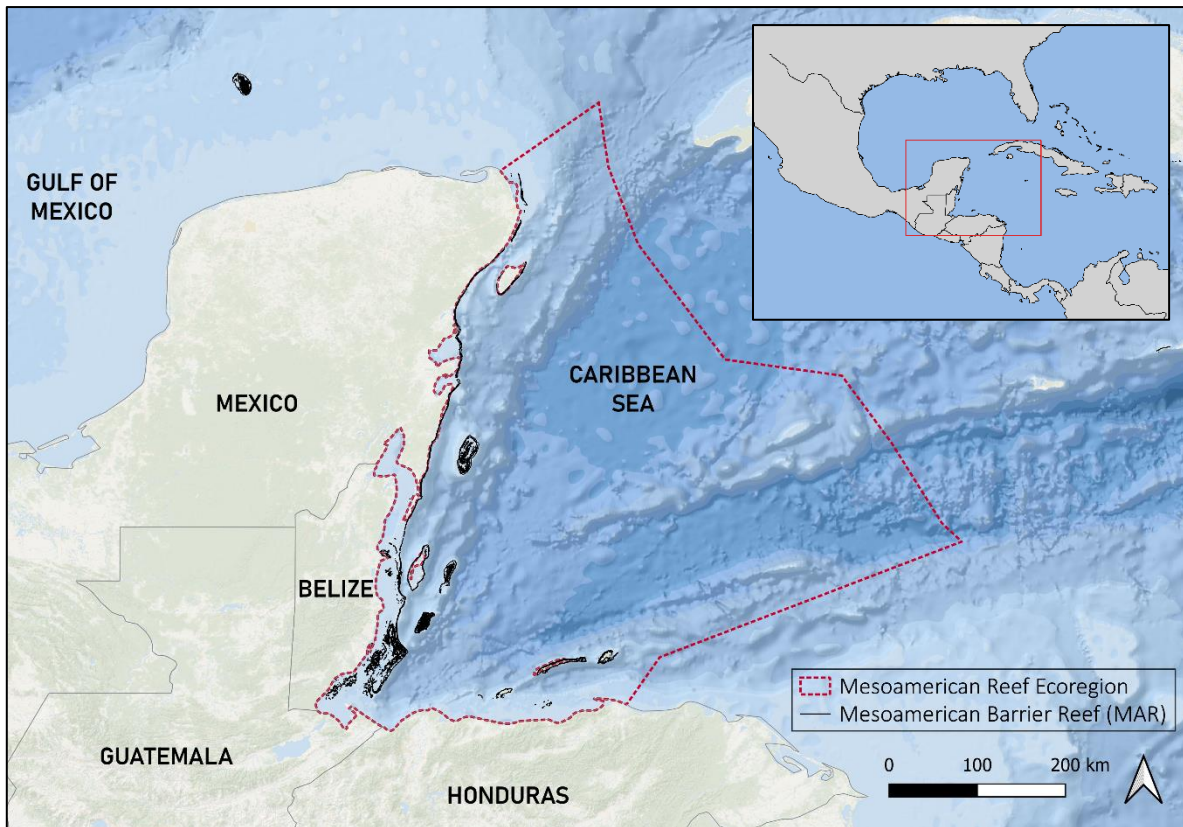 GULF OF
MEXICO
MEXICO
CARIBBEAN
SEA
BELIZE
GUATEMALA
HONDURAS
Mesoamerican Reef Ecoregion
Mesoamerican Barrier Reef (MAR)
0 100 200 km